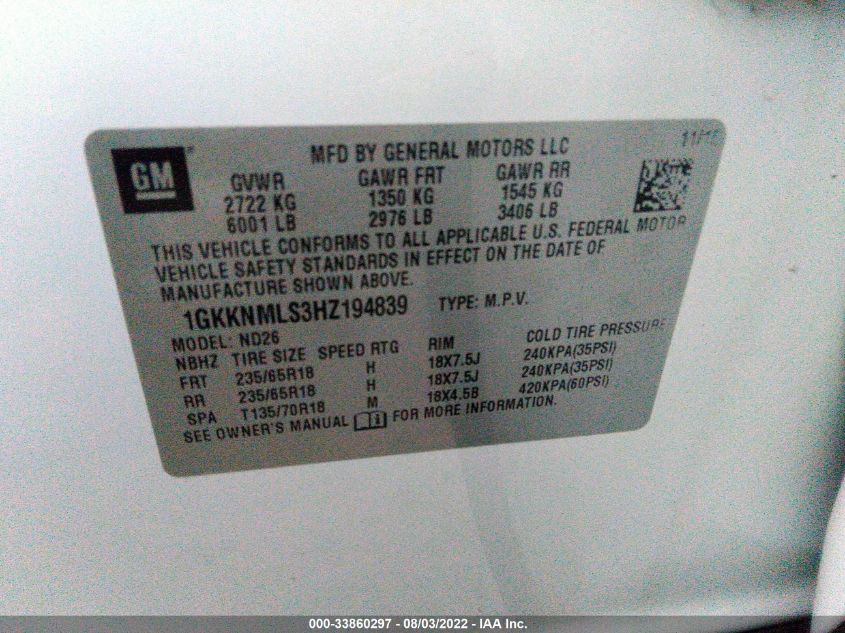 GM
MFD BY GENERAL MOTORS LLC
GVWR GAWR FRT GAWR RR
2722 KG 1350 KG 1545 KG
6001 LB 2976 LB 3406 LB
THIS VEHICLE CONFORMS TO ALL APPLICABLE U.S. FEDERAL MOTOR
VEHICLE SAFETY STANDARDS IN EFFECT ON THE DATE OF
MANUFACTURE SHOWN ABOVE.
1GKKNMLS3HZ194839 TYPE: M.P.V.
MODEL: ND26
NBHZ TIRE SIZE SPEED RTG RIM COLD TIRE PRESSURE
FRT 235/65R18 H 18X7.5J 240KPA(35PSI)
RR 235/65R18 H 18X7.5J 240KPA(35PSI)
SPA T135/70R18 M 18X4.5B 420KPA(60PSI)
SEE OWNER'S MANUAL FOR MORE INFORMATION.
000-33860297 - 08/03/2022 - IAA Inc.